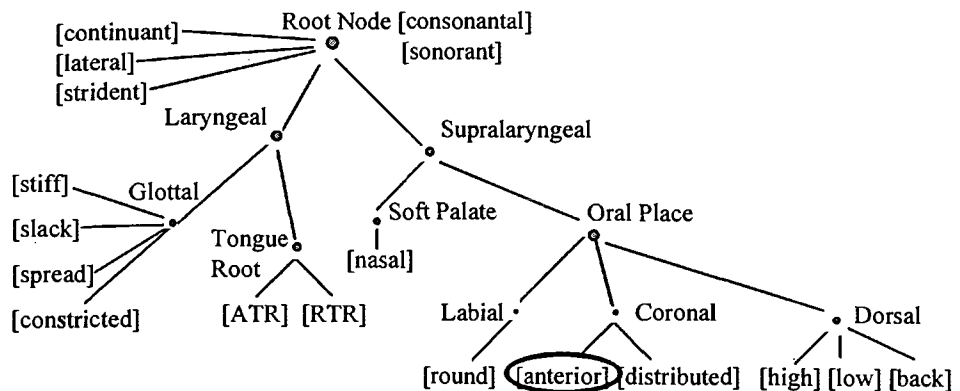 Root Node [consonantal]
[continuant]
[sonorant]
[lateral]
[strident]
Laryngeal
Supralaryngeal
[stiff]
Glottal
Soft Palate
Oral Place
[slack]
Tongue
Root
[nasal]
[spread]
[constricted]
[ATR] [RTR]
Labial
Coronal
Dorsal
[round] [anterior] [distributed] [high] [low] [back]